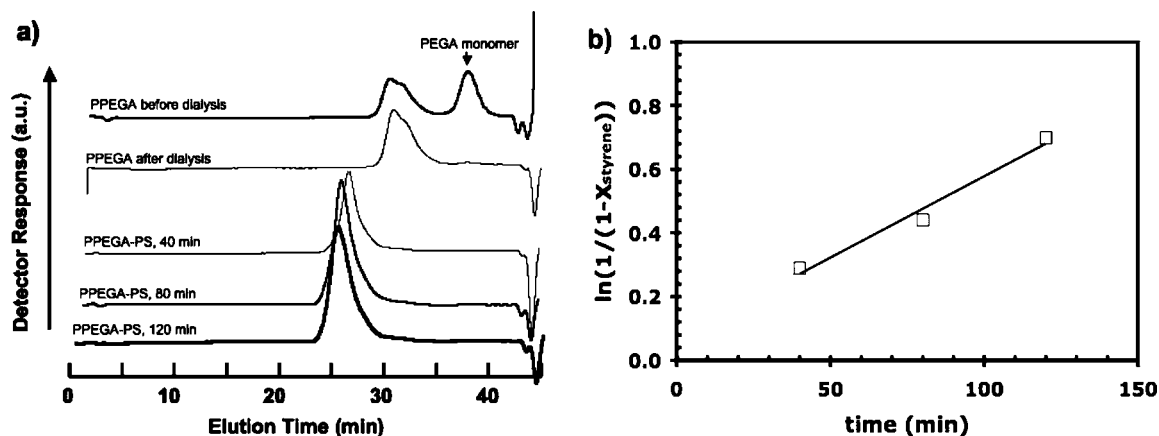 a)
PEGA monomer
PPEGA before dialysis
PPEGA after dialysis
PPEGA-PS, 40 min
PPEGA-PS, 80 min
PPEGA-PS, 120 min
Detector Response (a.u.)
0 10 20 30 40
Elution Time (min)
b)
1.0
0.8
0.6
0.4
0.2
0.0
ln(1/(1-Xstyrene))
0 50 100 150
time (min)